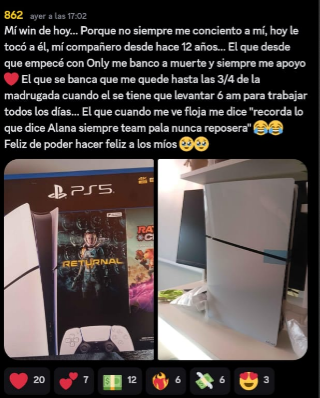 862 ayer a las 17:02
Mí win de hoy... Porque no siempre me conciento a mí, hoy le
tocó a él, mí compañero desde hace 12 años... El que desde
que empecé con Only me banco a muerte y siempre me apoyo
❤️ El que se banca que me quede hasta las 3/4 de la
madrugada cuando el se tiene que levantar 6 am para trabajar
todos los días... El que cuando me ve floja me dice "recorda lo
que dice Alana siempre team pala nunca reposera" 😂😂
Feliz de poder hacer feliz a los míos 🥹🥹
PS5
RETURNAL
❤️ 20 💕 7 💵 12 ❤️‍🔥 6 💸 6 😍 3